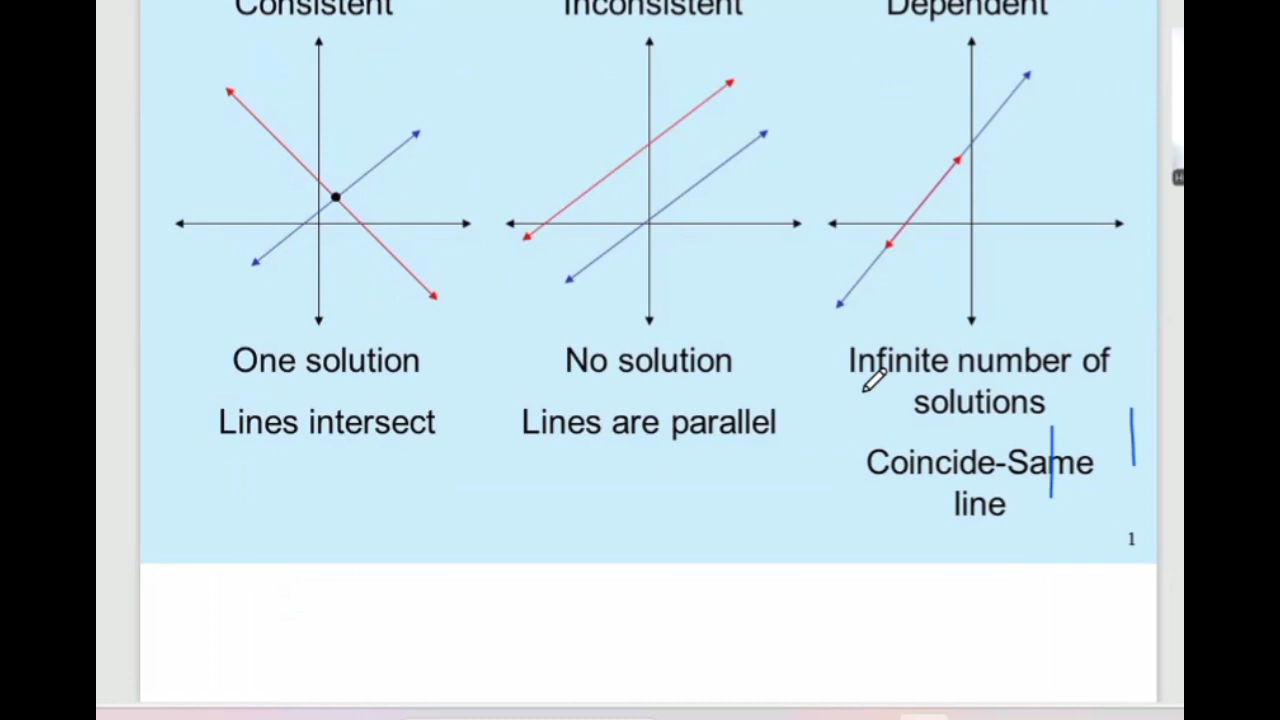 Consistent
Inconsistent
Dependent
One solution
No solution
Infinite number of
solutions
Lines intersect
Lines are parallel
Coincide-Same
line
1